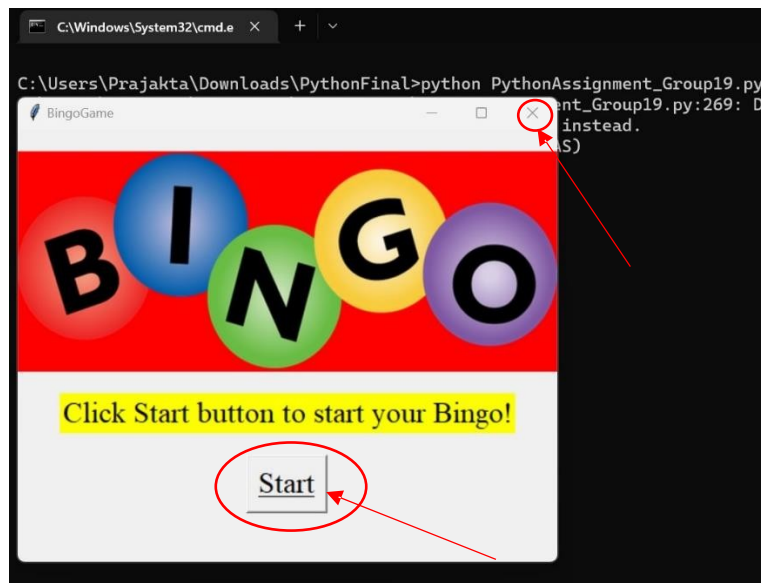 C:\Windows\System32\cmd.e
C:\Users\Prajakta\Downloads\PythonFinal>python PythonAssignment_Group19.py
BingoGame
ent_Group19.py:269: D
instead.
AS)
BINGO
Click Start button to start your Bingo!
Start